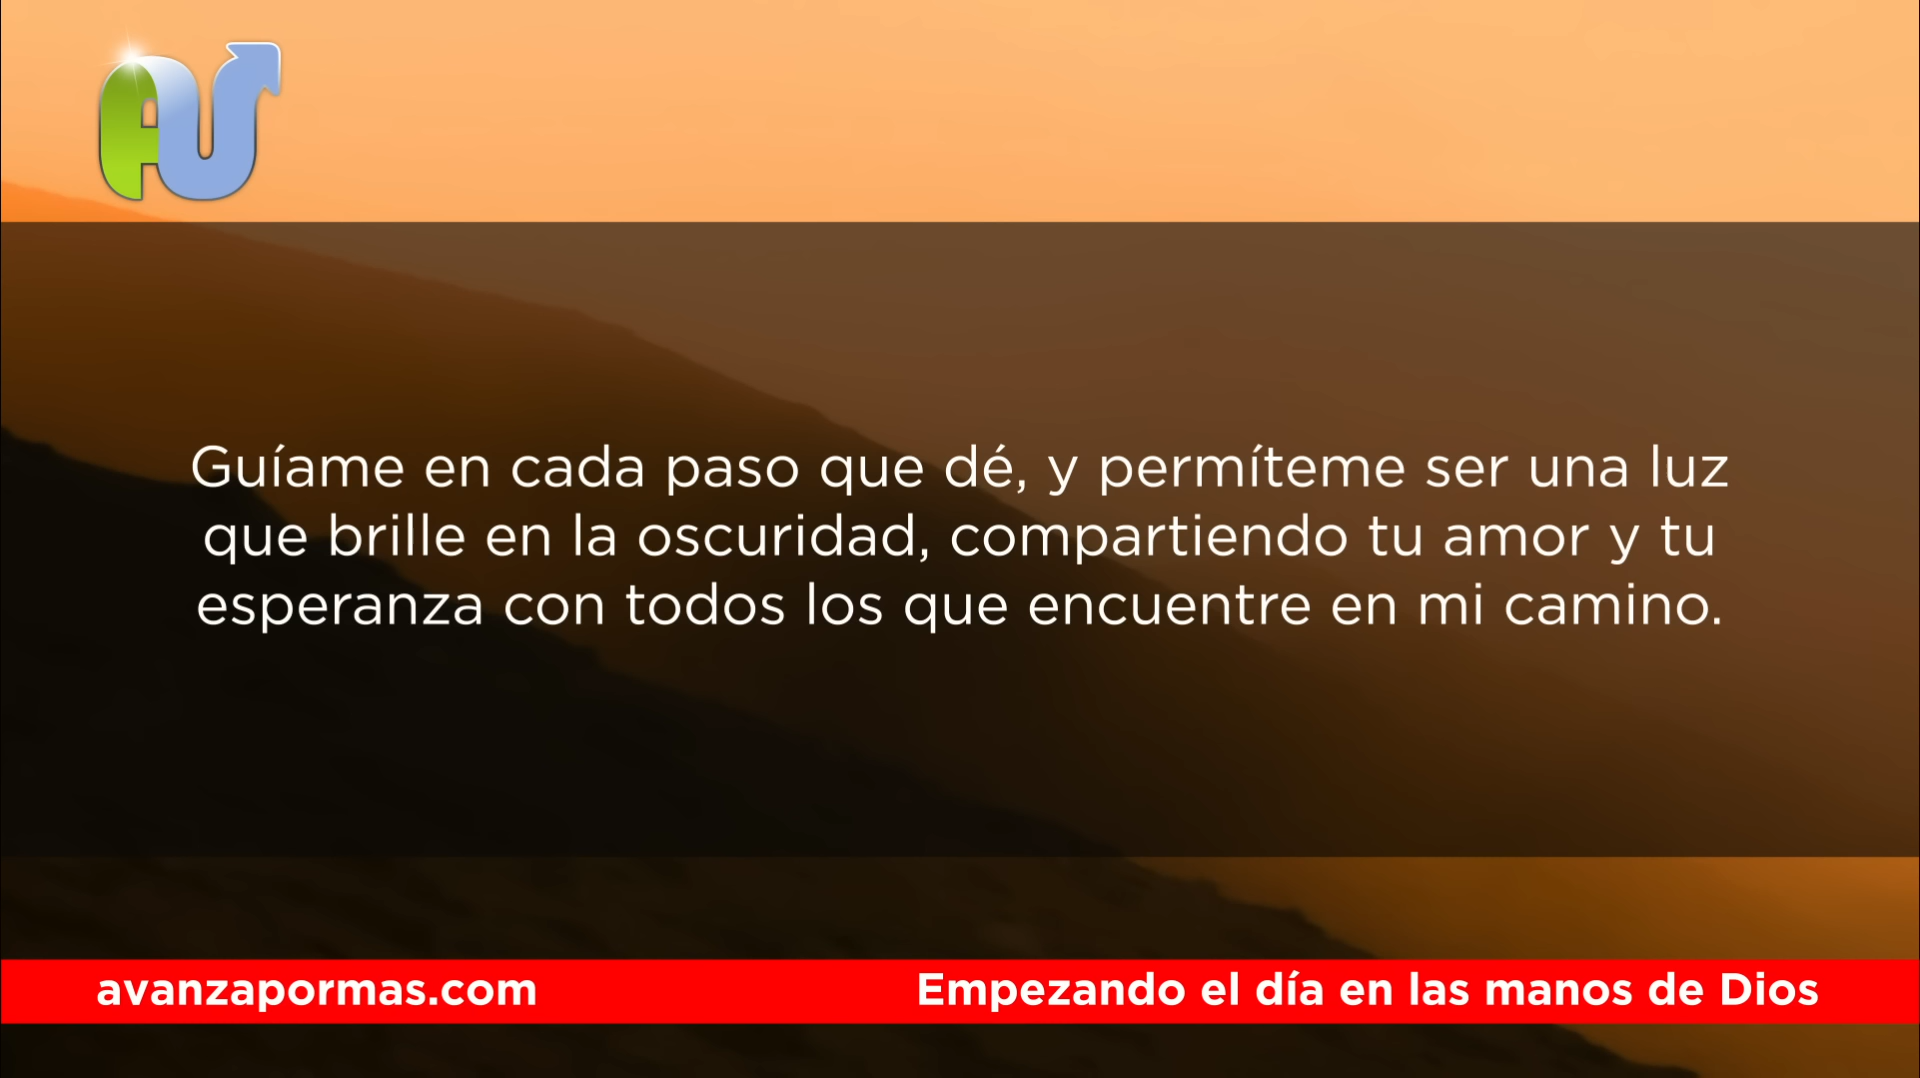 Guíame en cada paso que dé, y permíteme ser una luz
que brille en la oscuridad, compartiendo tu amor y tu
esperanza con todos los que encuentre en mi camino.
avanzapormas.com
Empezando el día en las manos de Dios